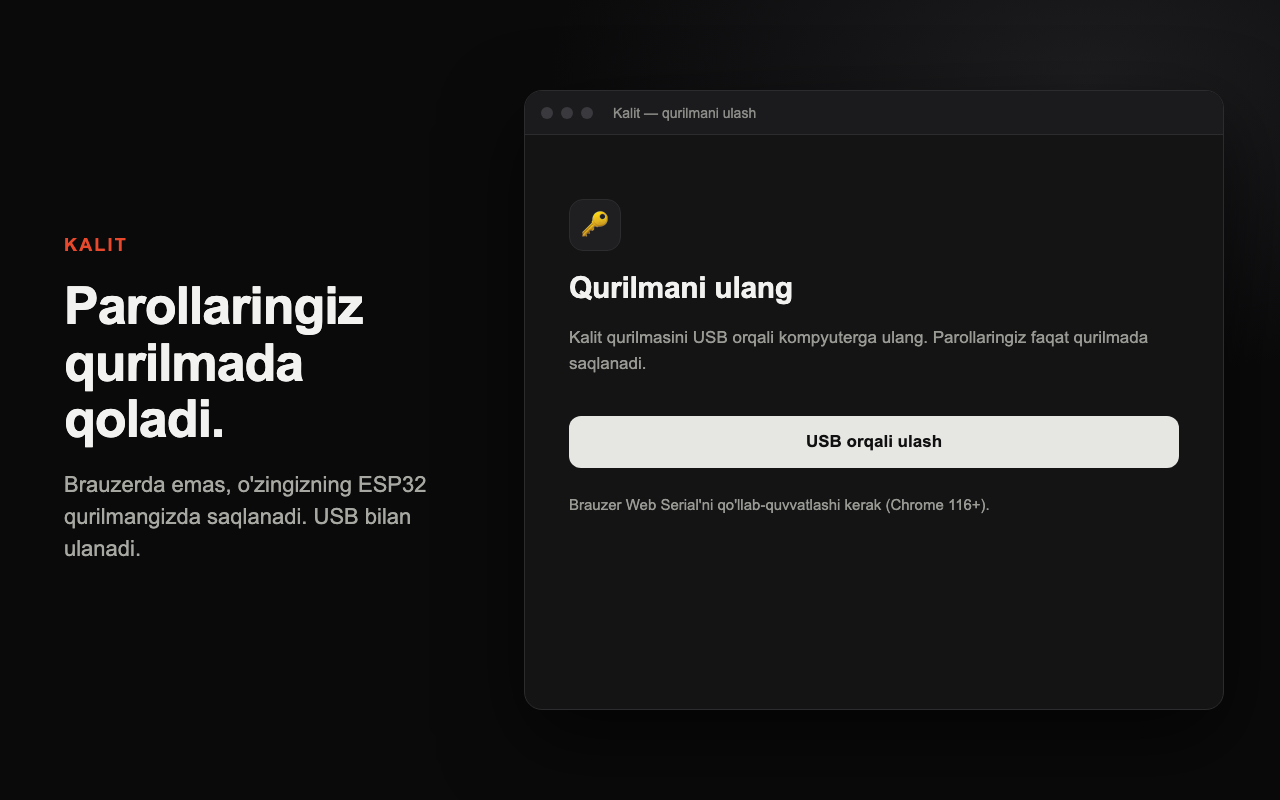 KALIT
Parollaringiz
qurilmada
qoladi.
Brauzerda emas, o'zingizning ESP32
qurilmangizda saqlanadi. USB bilan
ulanadi.
Kalit — qurilmani ulash
Qurilmani ulang
Kalit qurilmasini USB orqali kompyuterga ulang. Parollaringiz faqat qurilmada
saqlanadi.
USB orqali ulash
Brauzer Web Serial'ni qo'llab-quvvatlashi kerak (Chrome 116+).